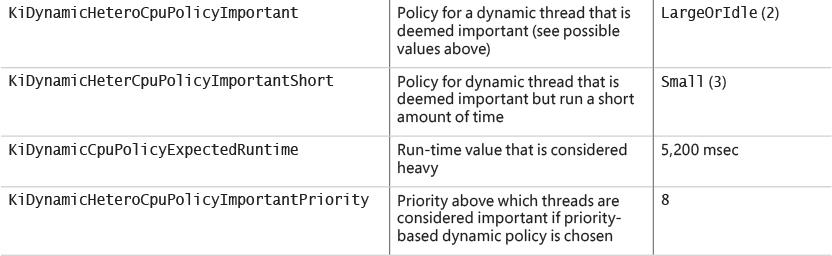 KiDynamicHeteroCpuPolicyImportant
Policy for a dynamic thread that is
deemed important (see possible
values above)
LargeOrIdle (2)
KiDynamicHeterCpuPolicyImportantShort
Policy for dynamic thread that is
deemed important but run a short
amount of time
Small (3)
KiDynamicCpuPolicyExpectedRuntime
Run-time value that is considered
heavy
5,200 msec
KiDynamicHeteroCpuPolicyImportantPriority
Priority above which threads are
considered important if priority-
based dynamic policy is chosen
8